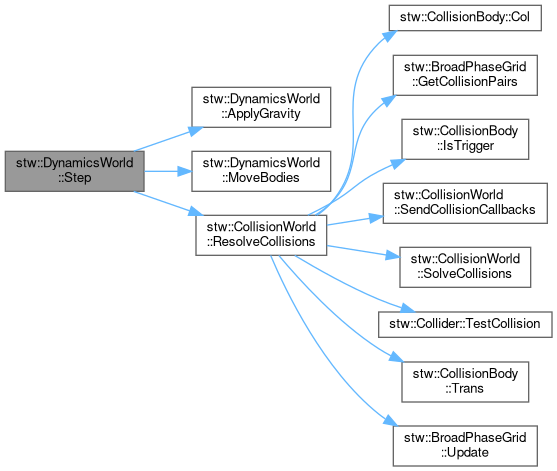 stw::DynamicsWorld
::Step
stw::DynamicsWorld
::ApplyGravity
stw::DynamicsWorld
::MoveBodies
stw::CollisionWorld
::ResolveCollisions
stw::CollisionBody::Col
stw::BroadPhaseGrid
::GetCollisionPairs
stw::CollisionBody
::IsTrigger
stw::CollisionWorld
::SendCollisionCallbacks
stw::CollisionWorld
::SolveCollisions
stw::Collider::TestCollision
stw::CollisionBody
::Trans
stw::BroadPhaseGrid
::Update